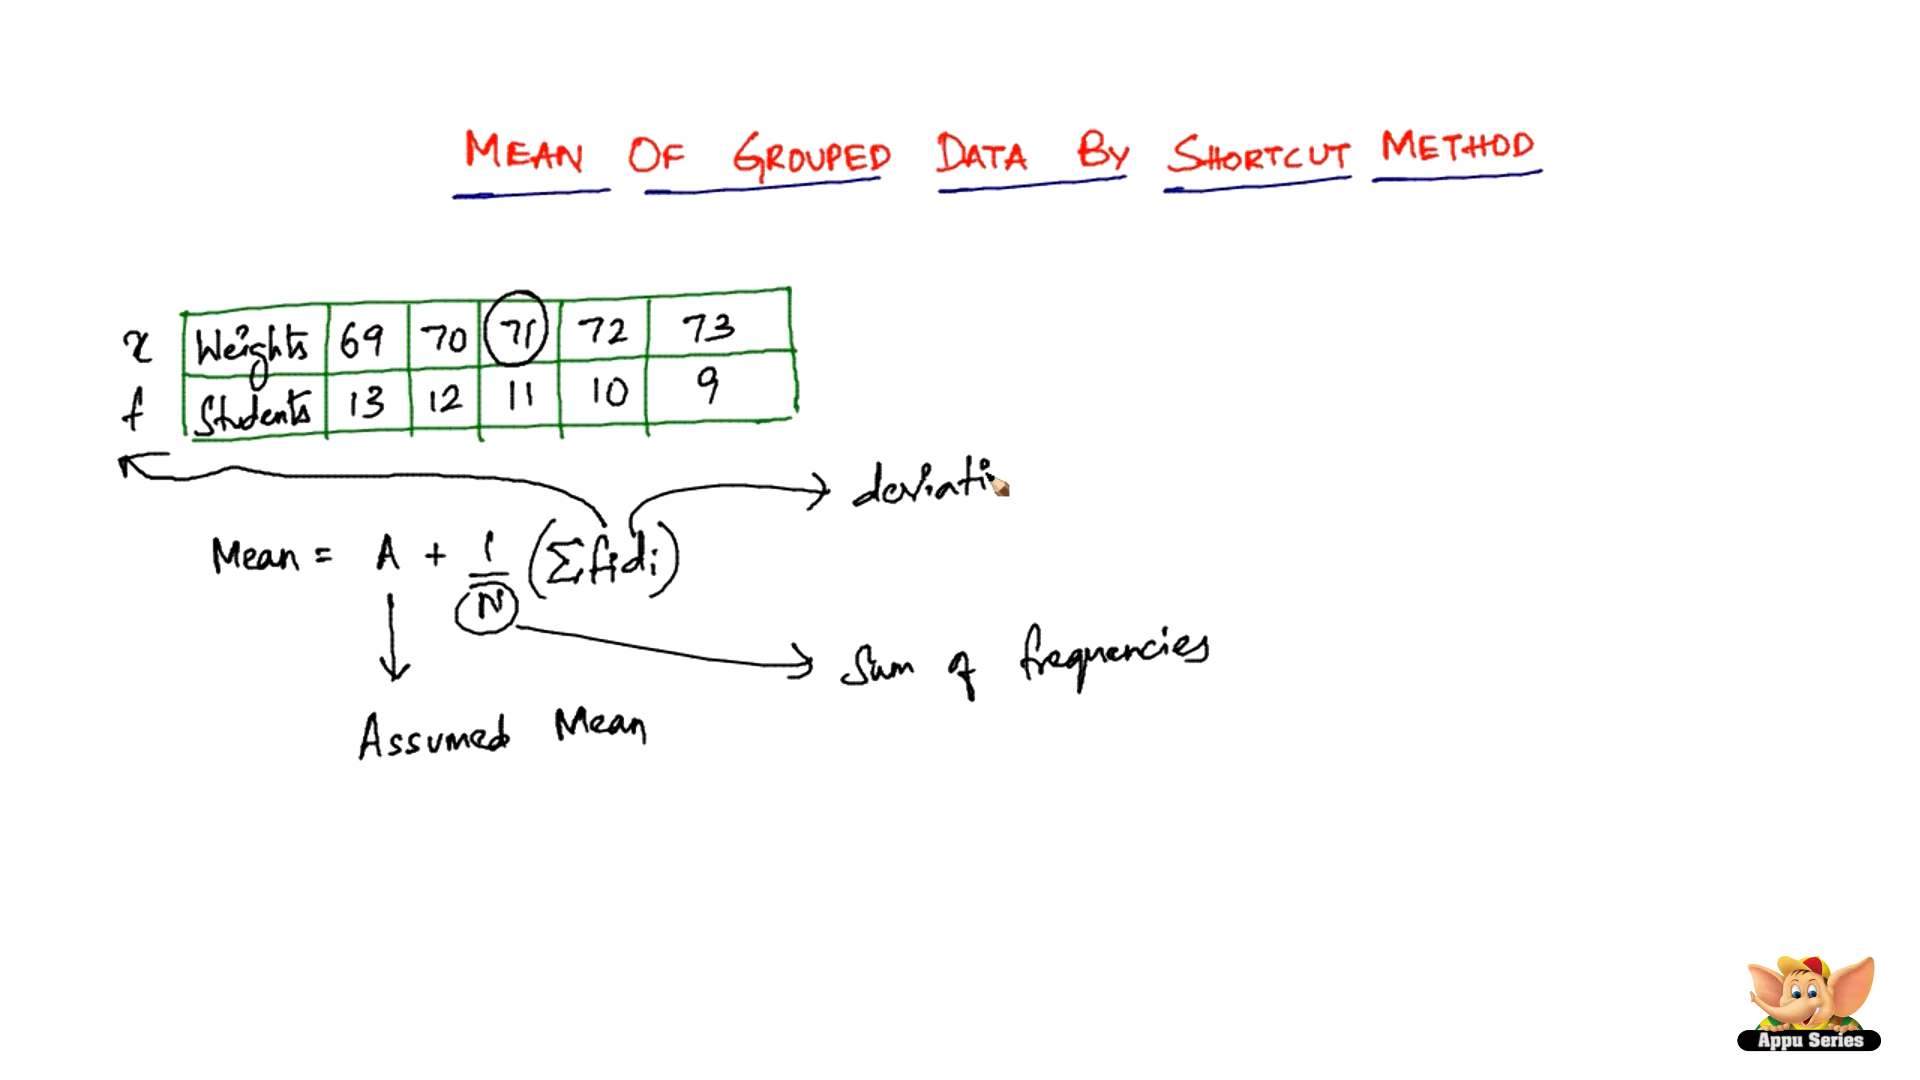 MEAN OF GROUPED DATA BY SHORTCUT METHOD
x Weights 69 70 71 72 73
f Students 13 12 11 10 9
deviati
Mean = A + 1/N (Σfidi)
Sum of frequencies
Assumed Mean
Appu Series